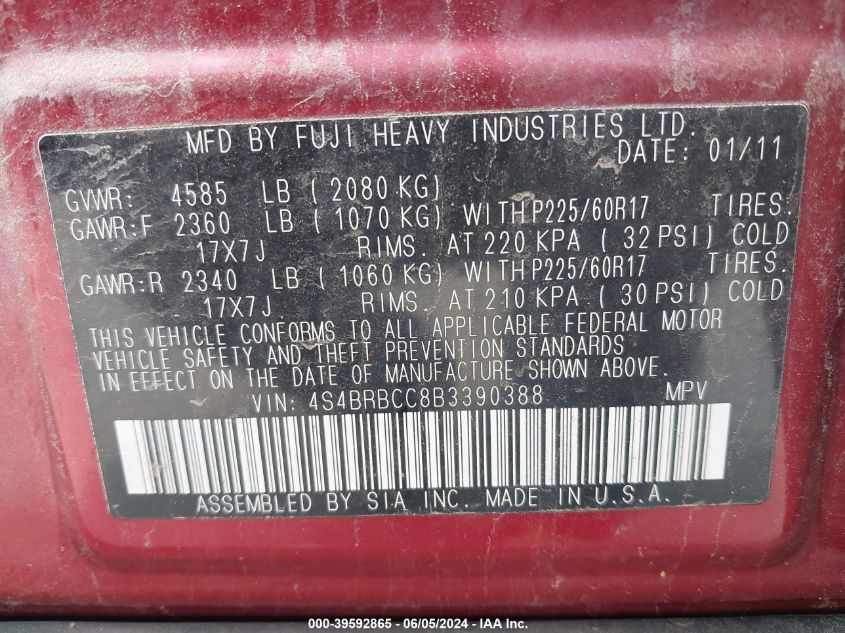 MFD BY FUJI HEAVY INDUSTRIES LTD.
DATE: 01/11
GVWR: 4585 LB ( 2080 KG)
GAWR:F 2360 LB ( 1070 KG) WITH P225/60R17 TIRES.
17X7J RIMS. AT 220 KPA ( 32 PSI) COLD
GAWR:R 2340 LB ( 1060 KG) WITH P225/60R17 TIRES.
17X7J RIMS AT 210 KPA ( 30 PSI) COLD
THIS VEHICLE CONFORMS TO ALL APPLICABLE FEDERAL MOTOR
VEHICLE SAFETY AND THEFT PREVENTION STANDARDS
IN EFFECT ON THE DATE OF MANUFACTURE SHOWN ABOVE.
VIN: 4S4BRBCC8B3390388 MPV
ASSEMBLED BY SIA INC. MADE IN U.S.A.
000-39592865 - 06/05/2024 - IAA Inc.